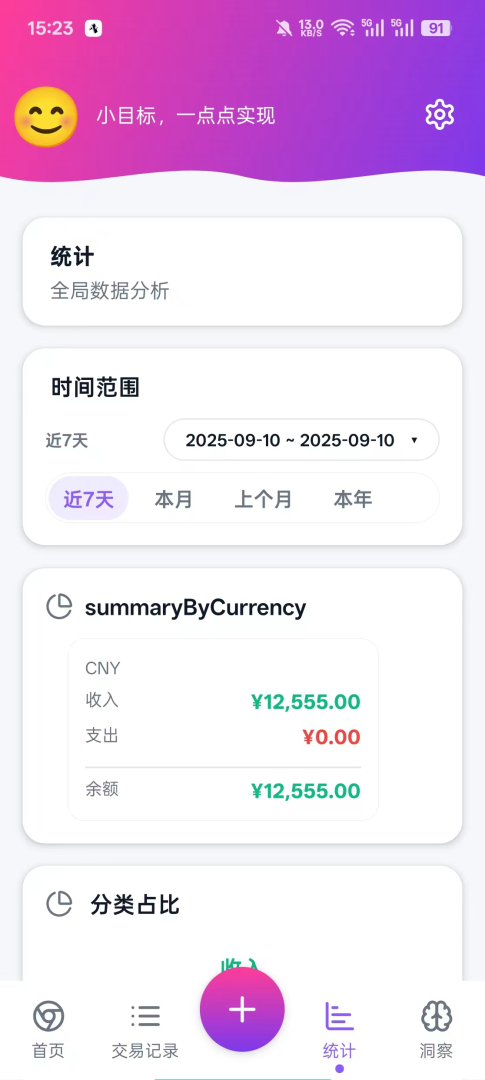 15:23
13.0
KB/S
5G
5G
91
小目标，一点点实现
统计
全局数据分析
时间范围
近7天
2025-09-10 ~ 2025-09-10
近7天 本月 上个月 本年
summaryByCurrency
CNY
收入 ¥12,555.00
支出 ¥0.00
余额 ¥12,555.00
分类占比
收入
首页 交易记录 统计 洞察